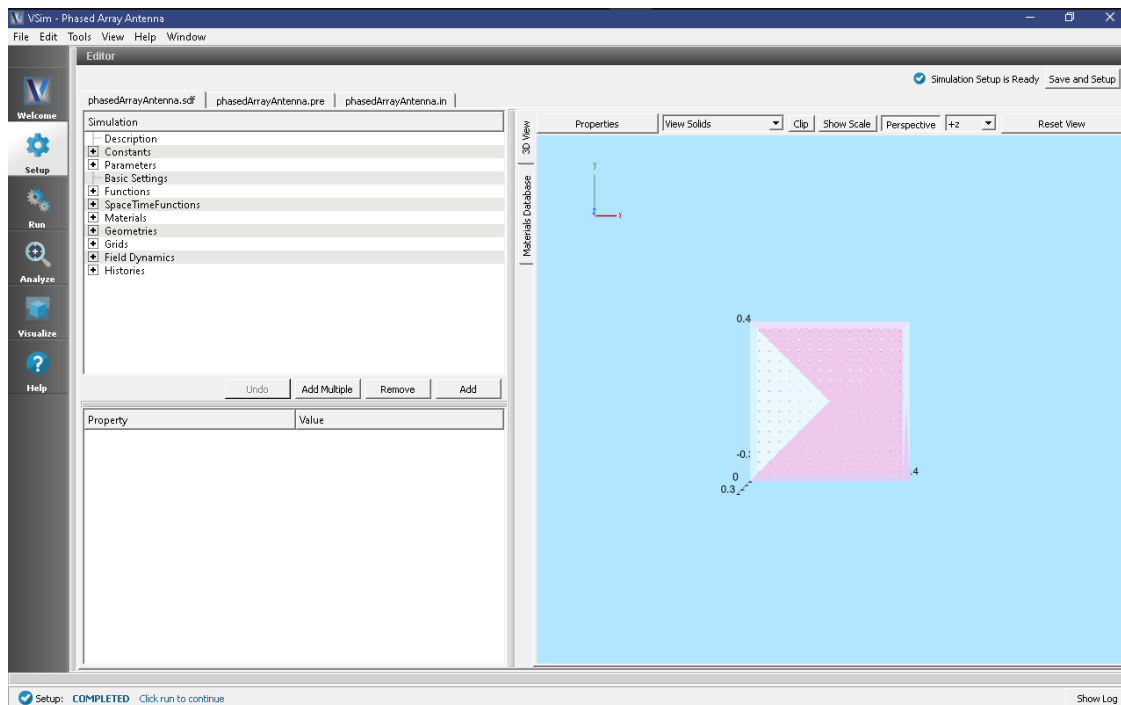 VSim - Phased Array Antenna
File Edit Tools View Help Window
Editor
Simulation Setup is Ready Save and Setup
phasedArrayAntenna.sdf phasedArrayAntenna.pre phasedArrayAntenna.in
Welcome
Setup
Run
Analyze
Visualize
Help
Simulation
Description
Constants
Parameters
Basic Settings
Functions
SpaceTimeFunctions
Materials
Geometries
Grids
Field Dynamics
Histories
Undo Add Multiple Remove Add
Property Value
3D View
Materials Database
Properties View Solids Clip Show Scale Perspective +z Reset View
y
z x
0.4
-0.
0 .4
0.3
Setup: COMPLETED Click run to continue Show Log